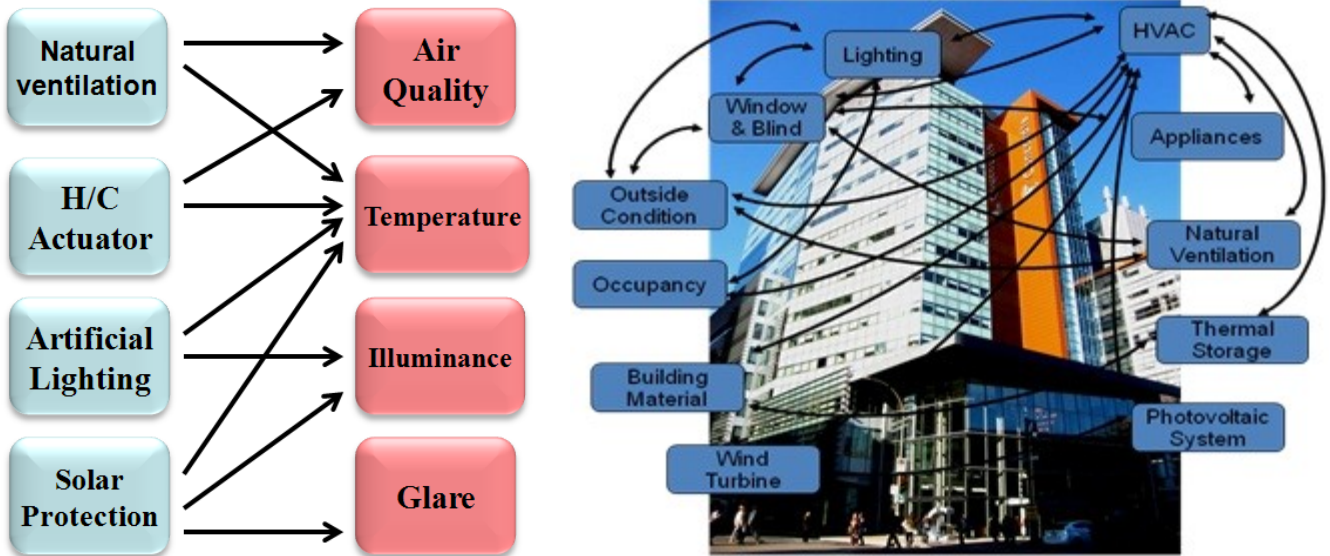 Natural
ventilation
H/C
Actuator
Artificial
Lighting
Solar
Protection
Air
Quality
Temperature
Illuminance
Glare
Lighting
HVAC
Window
& Blind
Appliances
Outside
Condition
Natural
Ventilation
Occupancy
Thermal
Storage
Building
Material
Photovoltaic
System
Wind
Turbine